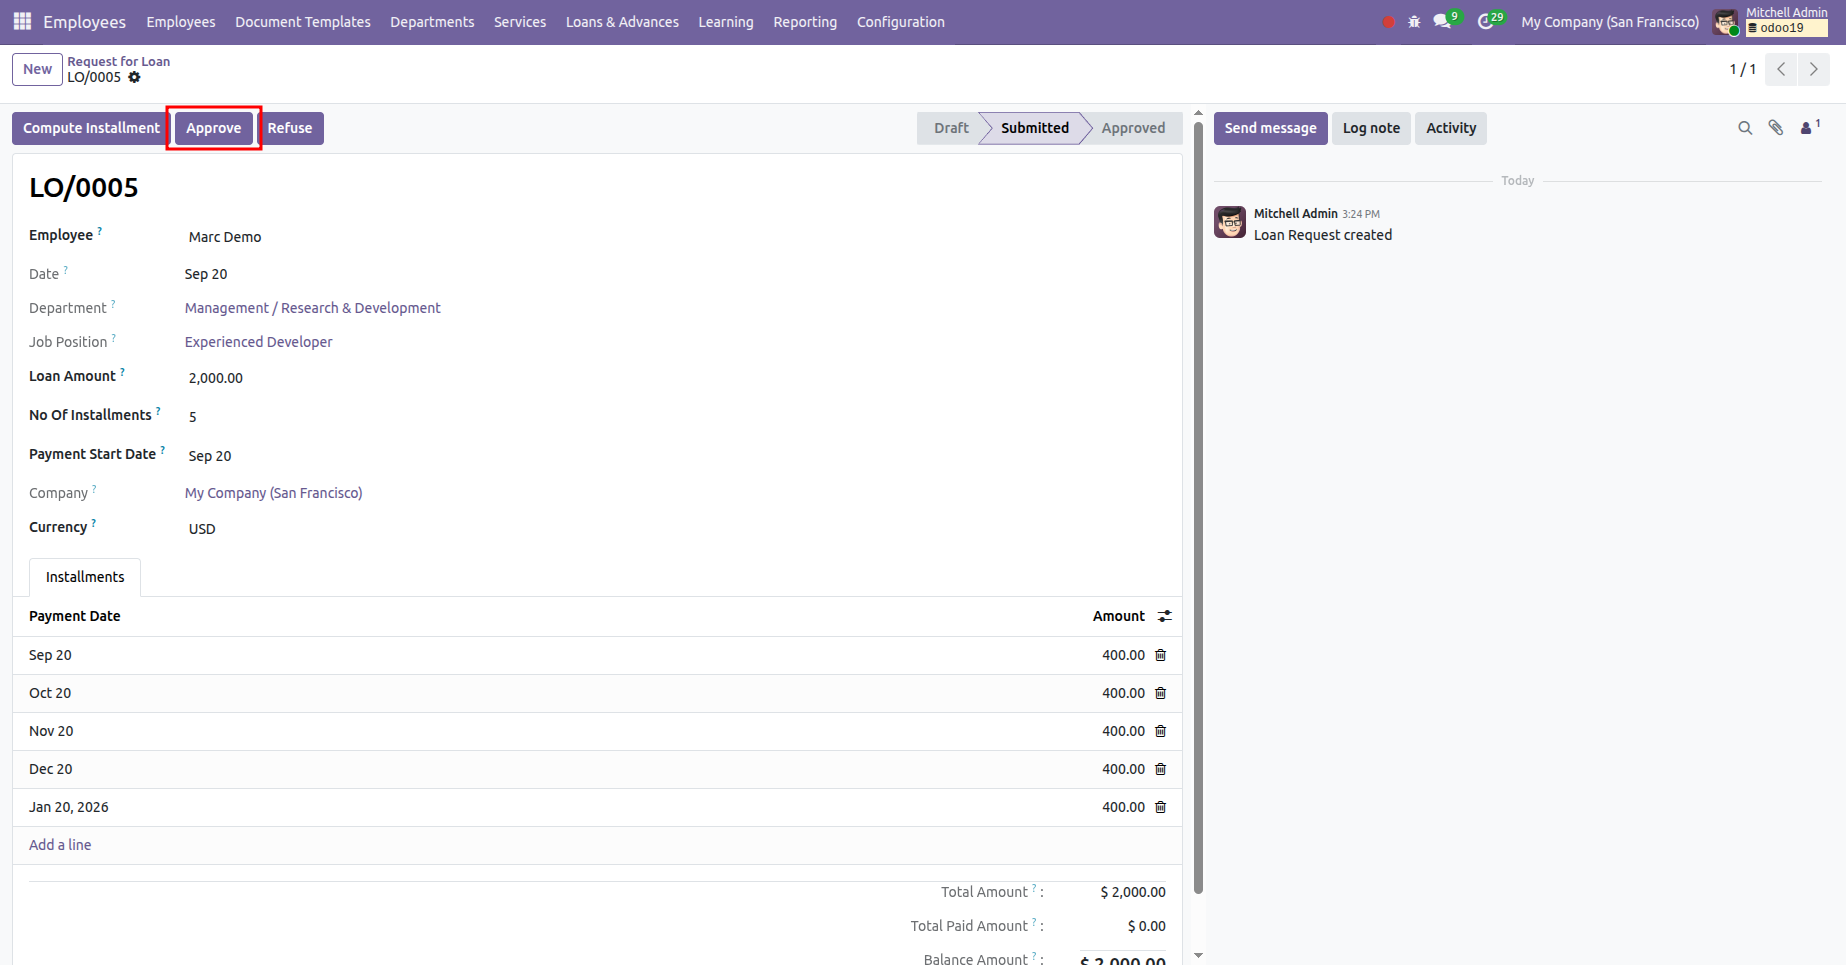 Employees Employees Document Templates Departments Services Loans & Advances Learning Reporting Configuration 9 29 My Company (San Francisco) Mitchell Admin
odoo19
New Request for Loan
LO/0005
1 / 1
Compute Installment Approve Refuse Draft Submitted Approved
Send message Log note Activity 1
LO/0005
Employee ? Marc Demo
Date ? Sep 20
Department ? Management / Research & Development
Job Position ? Experienced Developer
Loan Amount ? 2,000.00
No Of Installments ? 5
Payment Start Date ? Sep 20
Company ? My Company (San Francisco)
Currency ? USD
Installments
Payment Date Amount
Sep 20 400.00
Oct 20 400.00
Nov 20 400.00
Dec 20 400.00
Jan 20, 2026 400.00
Add a line
Total Amount ? : $ 2,000.00
Total Paid Amount ? : $ 0.00
Balance Amount ? : $ 2,000.00
Today
Mitchell Admin 3:24 PM
Loan Request created